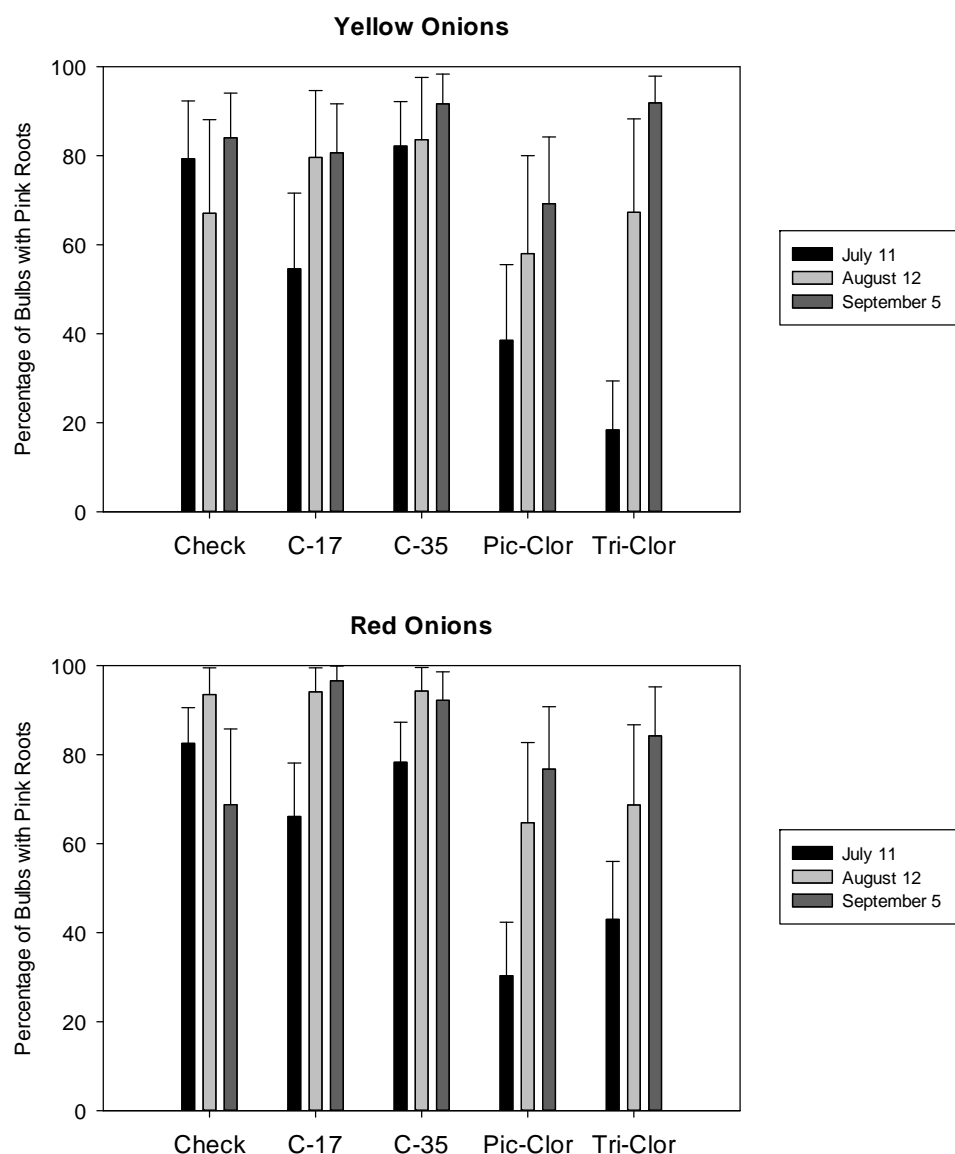 Yellow Onions
Percentage of Bulbs with Pink Roots
100
80
60
40
20
0
Check C-17 C-35 Pic-Clor Tri-Clor
July 11
August 12
September 5
Red Onions
Percentage of Bulbs with Pink Roots
100
80
60
40
20
0
Check C-17 C-35 Pic-Clor Tri-Clor
July 11
August 12
September 5